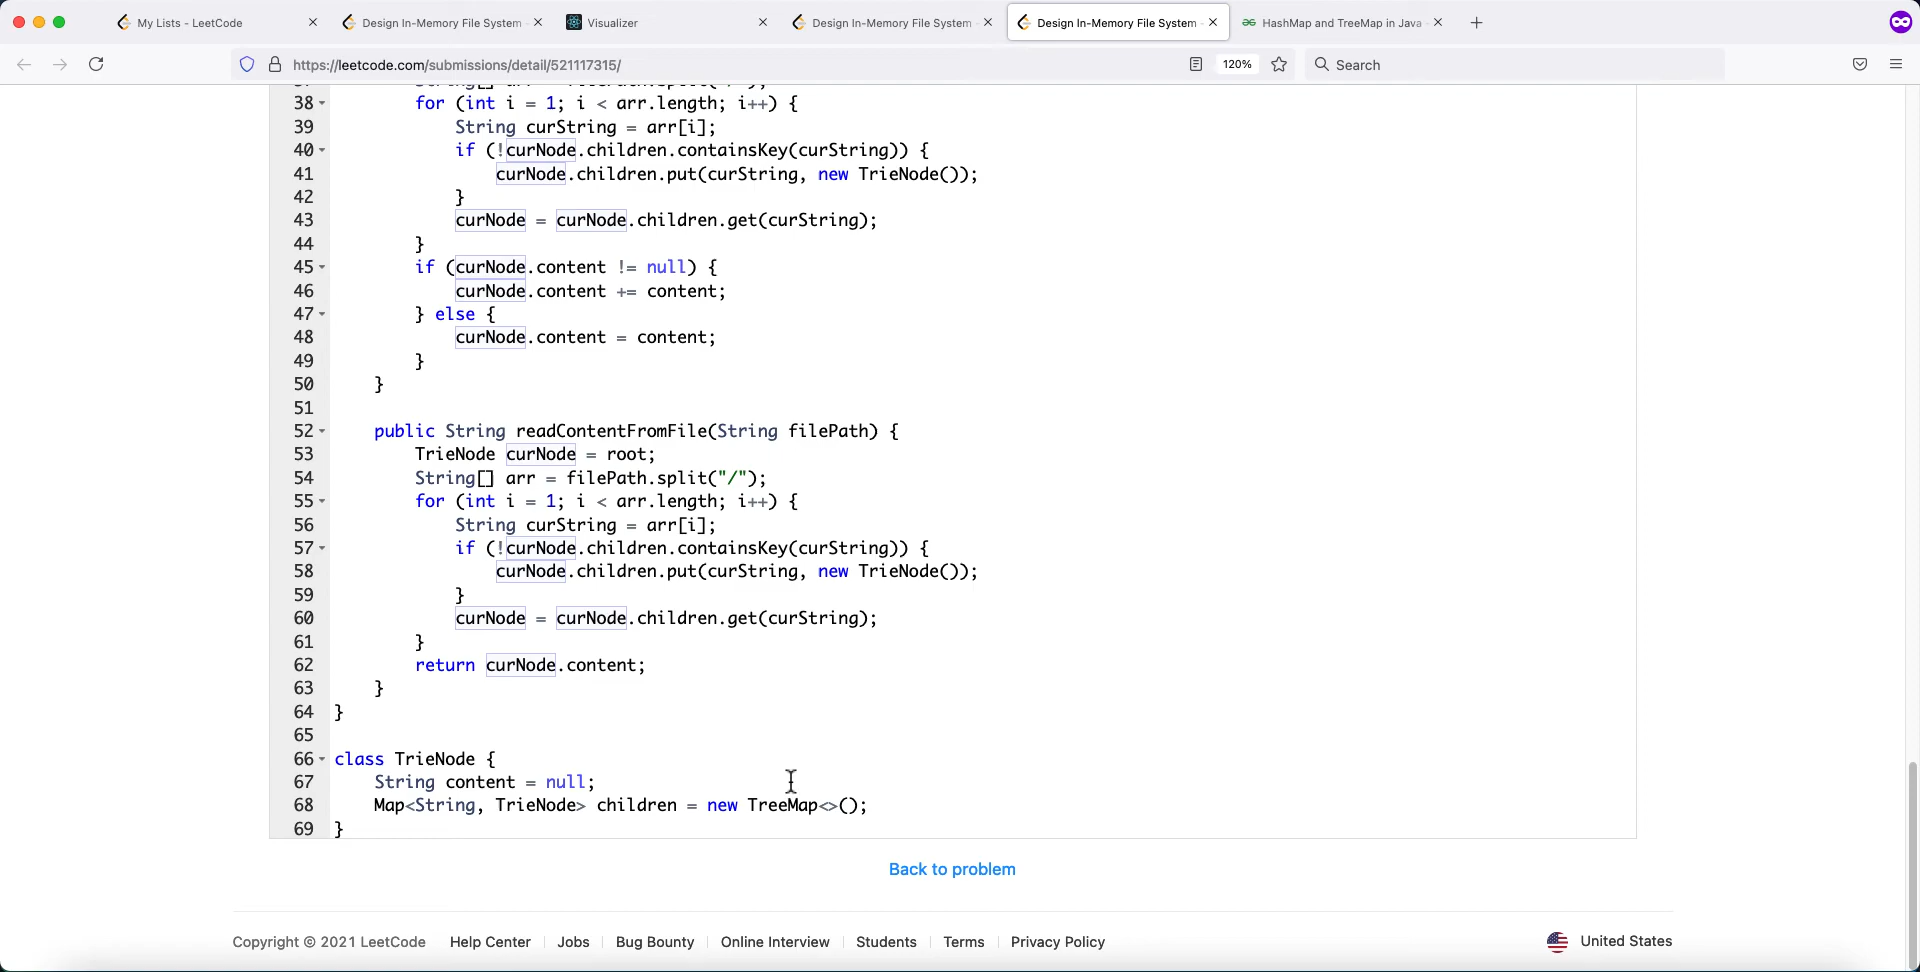 My Lists - LeetCode
Design In-Memory File System
Visualizer
Design In-Memory File System
Design In-Memory File System
HashMap and TreeMap in Java
https://leetcode.com/submissions/detail/521117315/
120%
Search
38 for (int i = 1; i < arr.length; i++) {
39 String curString = arr[i];
40 if (!curNode.children.containsKey(curString)) {
41 curNode.children.put(curString, new TrieNode());
42 }
43 curNode = curNode.children.get(curString);
44 }
45 if (curNode.content != null) {
46 curNode.content += content;
47 } else {
48 curNode.content = content;
49 }
50 }
51
52 public String readContentFromFile(String filePath) {
53 TrieNode curNode = root;
54 String[] arr = filePath.split("/");
55 for (int i = 1; i < arr.length; i++) {
56 String curString = arr[i];
57 if (!curNode.children.containsKey(curString)) {
58 curNode.children.put(curString, new TrieNode());
59 }
60 curNode = curNode.children.get(curString);
61 }
62 return curNode.content;
63 }
64 }
65
66 class TrieNode {
67 String content = null;
68 Map<String, TrieNode> children = new TreeMap<>();
69 }
Back to problem
Copyright © 2021 LeetCode Help Center Jobs Bug Bounty Online Interview Students Terms Privacy Policy United States